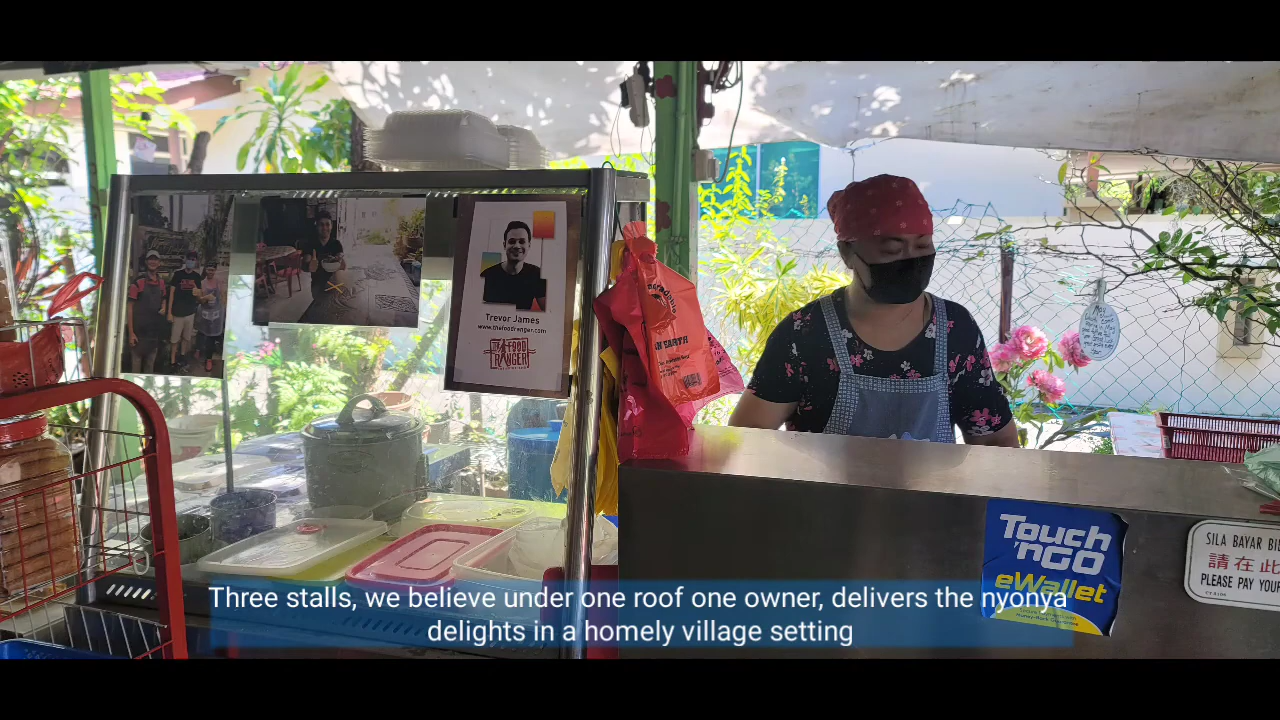 Trevor James
www.thefoodranger.com
THE FOOD
RANGER
Touch
'nGO
eWallet
SILA BAYAR
請在此
PLEASE PAY YOUR
Three stalls, we believe under one roof one owner, delivers the nyonya
delights in a homely village setting